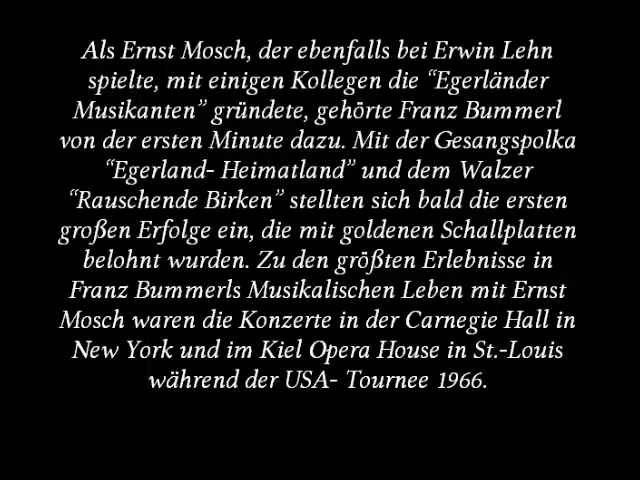 Als Ernst Mosch, der ebenfalls bei Erwin Lehn
spielte, mit einigen Kollegen die “Egerländer
Musikanten” gründete, gehörte Franz Bummerl
von der ersten Minute dazu. Mit der Gesangspolka
“Egerland- Heimatland” und dem Walzer
“Rauschende Birken” stellten sich bald die ersten
großen Erfolge ein, die mit goldenen Schallplatten
belohnt wurden. Zu den größten Erlebnisse in
Franz Bummerls Musikalischen Leben mit Ernst
Mosch waren die Konzerte in der Carnegie Hall in
New York und im Kiel Opera House in St.-Louis
während der USA- Tournee 1966.